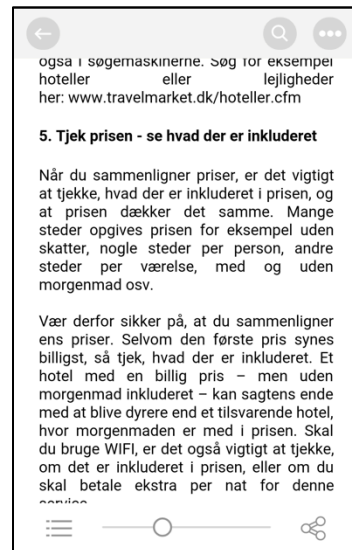 også i søgemaskinerne. Søg for eksempel
hoteller eller lejligheder
her: www.travelmarket.dk/hoteller.cfm
5. Tjek prisen - se hvad der er inkluderet
Når du sammenligner priser, er det vigtigt
at tjekke, hvad der er inkluderet i prisen, og
at prisen dækker det samme. Mange
steder opgives prisen for eksempel uden
skatter, nogle steder per person, andre
steder per værelse, med og uden
morgenmad osv.
Vær derfor sikker på, at du sammenligner
ens priser. Selvom den første pris synes
billigst, så tjek, hvad der er inkluderet. Et
hotel med en billig pris – men uden
morgenmad inkluderet – kan sagtens ende
med at blive dyrere end et tilsvarende hotel,
hvor morgenmaden er med i prisen. Skal
du bruge WIFI, er det også vigtigt at tjekke,
om det er inkluderet i prisen, eller om du
skal betale ekstra per nat for denne
service